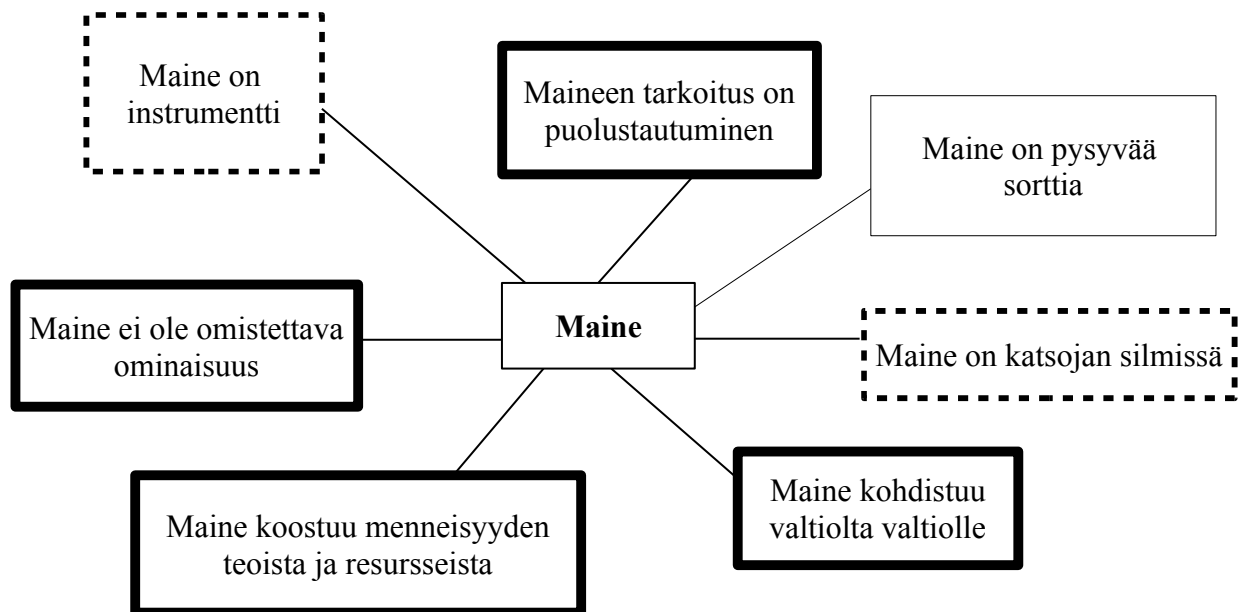 Maine on
instrumentti
Maineen tarkoitus on
puolustautuminen
Maine on pysyvää
sorttia
Maine ei ole omistettava
ominaisuus
Maine
Maine on katsojan silmissä
Maine koostuu menneisyyden
teoista ja resursseista
Maine kohdistuu
valtiolta valtiolle